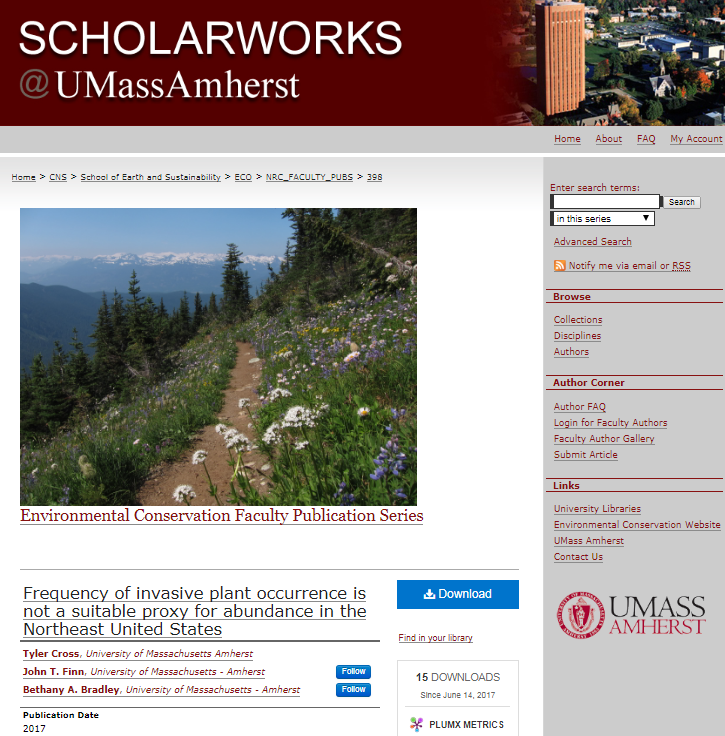 SCHOLARWORKS
@UMassAmherst
Home About FAQ My Account
Home > CNS > School of Earth and Sustainability > ECO > NRC_FACULTY_PUBS > 398
Environmental Conservation Faculty Publication Series
Frequency of invasive plant occurrence is
not a suitable proxy for abundance in the
Northeast United States
Tyler Cross, University of Massachusetts Amherst
John T. Finn, University of Massachusetts - Amherst Follow
Bethany A. Bradley, University of Massachusetts - Amherst Follow
Publication Date
2017
Download
Find in your library
15 DOWNLOADS
Since June 14, 2017
PLUMX METRICS
Enter search terms:
Search
in this series
Advanced Search
Notify me via email or RSS
Browse
Collections
Disciplines
Authors
Author Corner
Author FAQ
Login for Faculty Authors
Faculty Author Gallery
Submit Article
Links
University Libraries
Environmental Conservation Website
UMass Amherst
Contact Us
UMASS
AMHERST